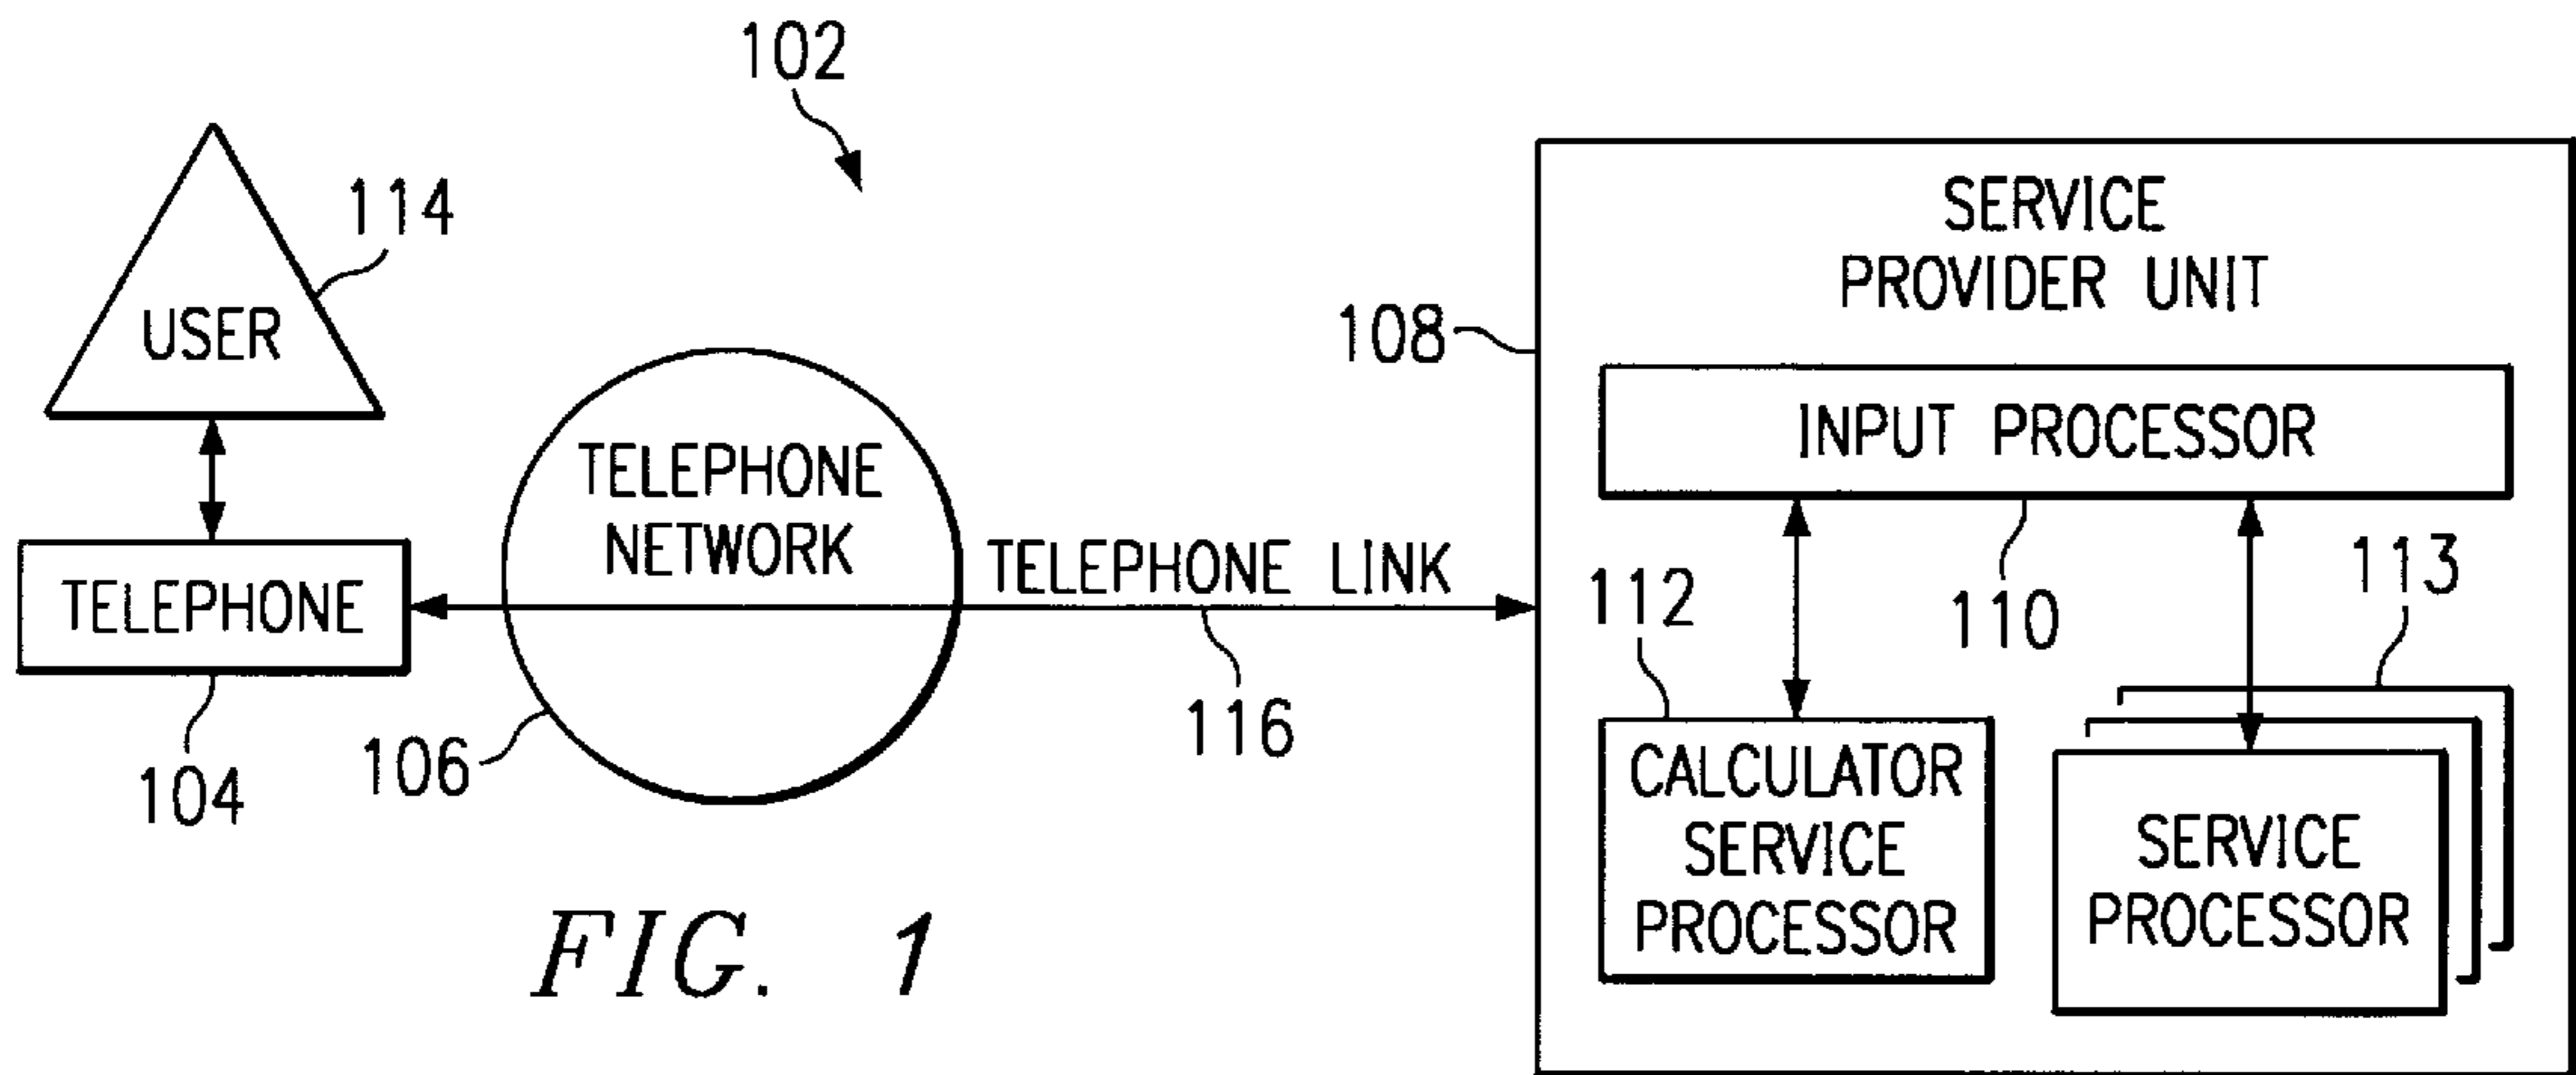 102
114
USER
SERVICE
PROVIDER UNIT
108
INPUT PROCESSOR
TELEPHONE
NETWORK
TELEPHONE LINK
TELEPHONE
112
110
113
116
104
106
CALCULATOR
SERVICE
PROCESSOR
SERVICE
PROCESSOR
FIG. 1